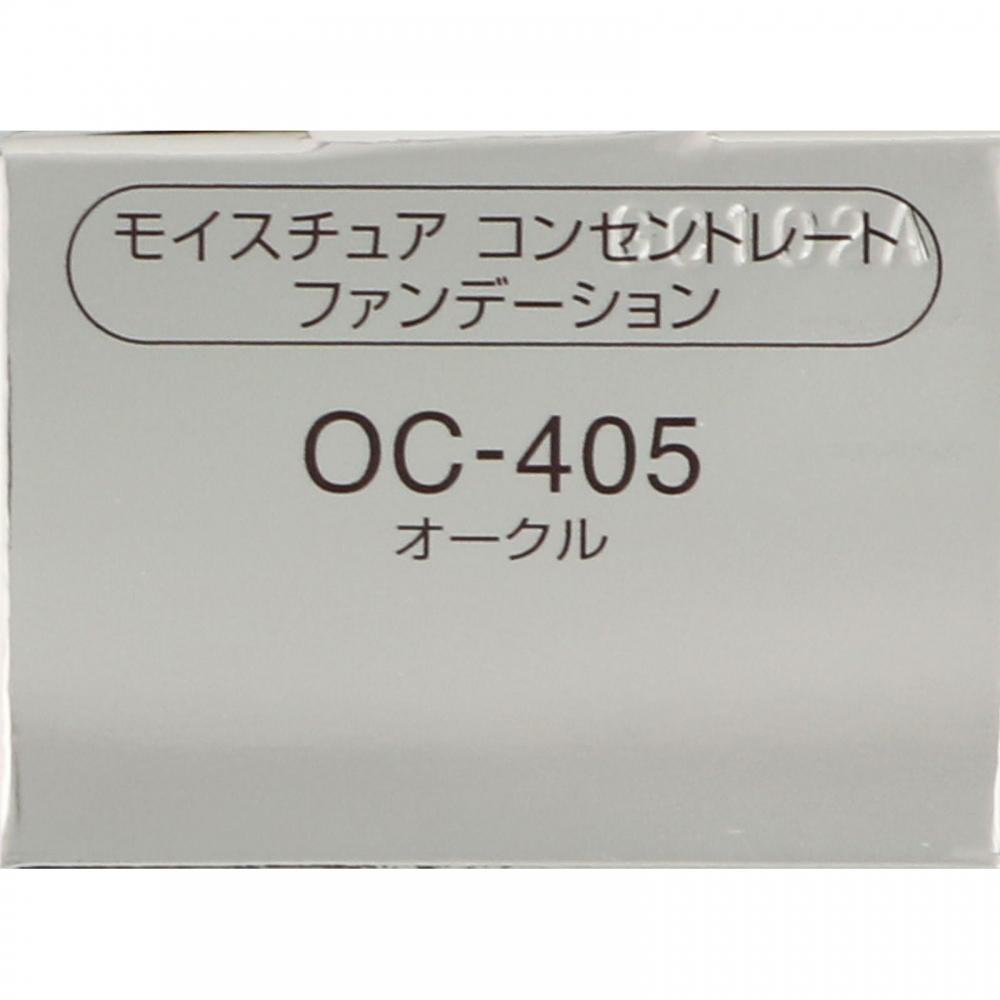 モイスチュア コンセントレート
ファンデーション
OC-405
オークル